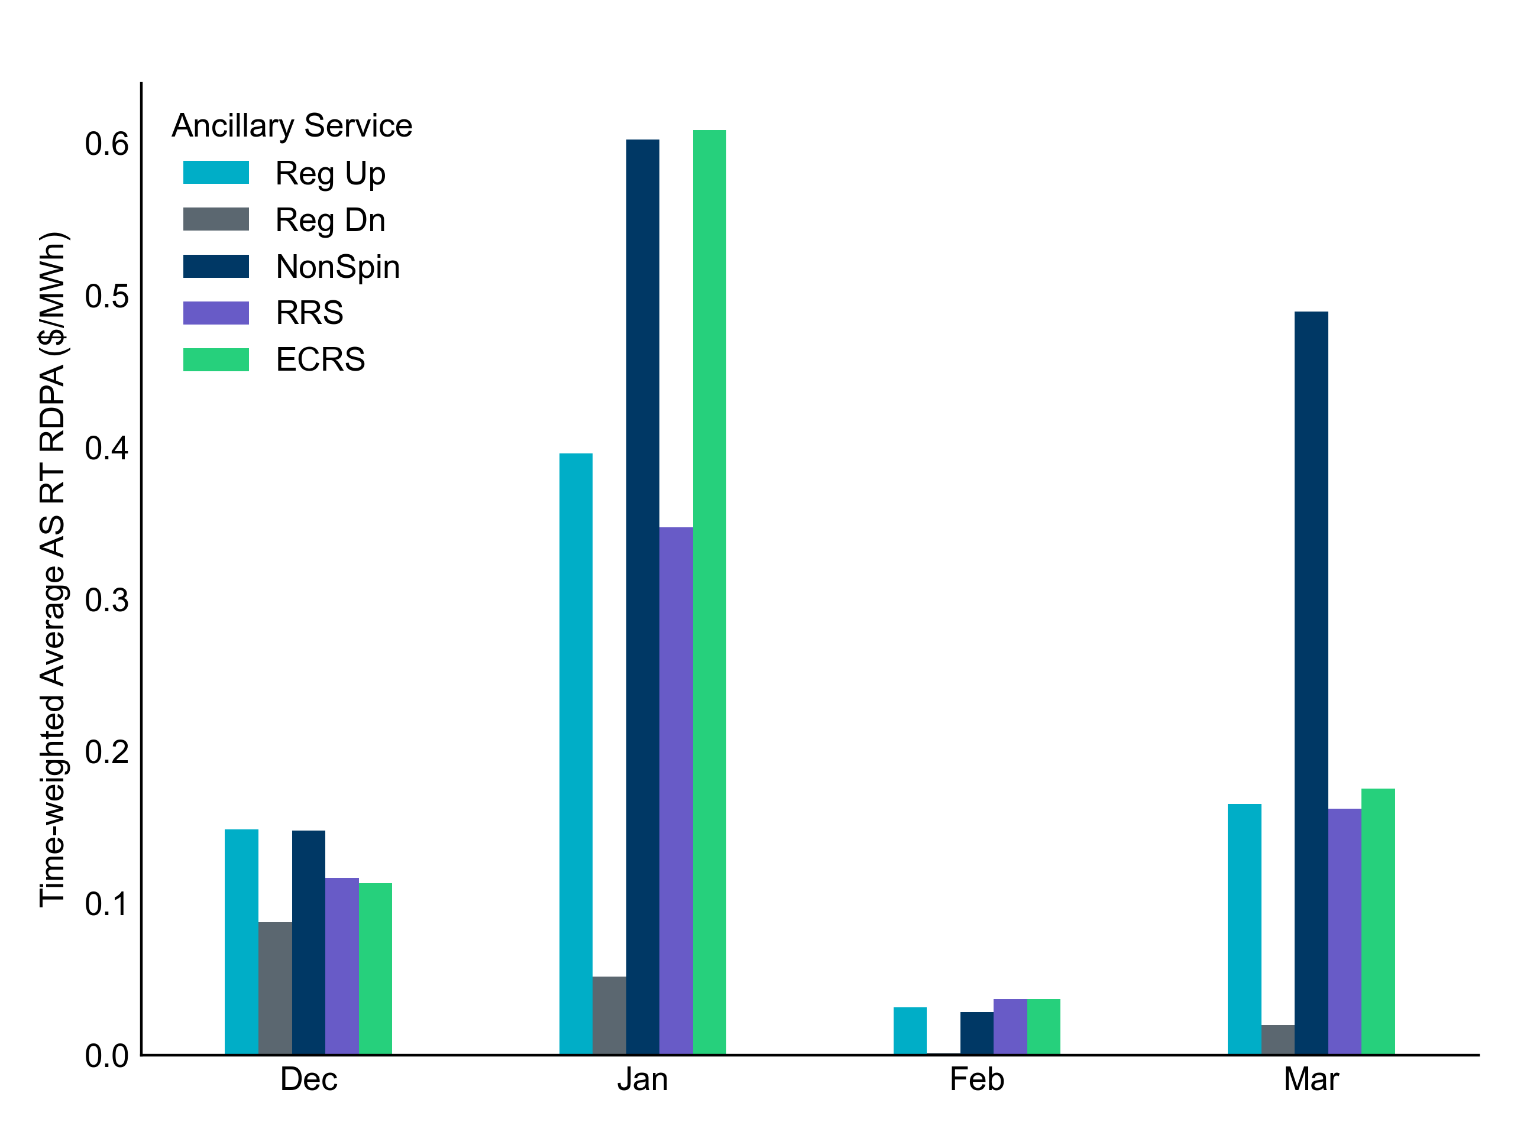 Time-weighted Average AS RT RDPA ($/MWh)
0.6
0.5
0.4
0.3
0.2
0.1
0.0
Ancillary Service
Reg Up
Reg Dn
NonSpin
RRS
ECRS
Dec
Jan
Feb
Mar